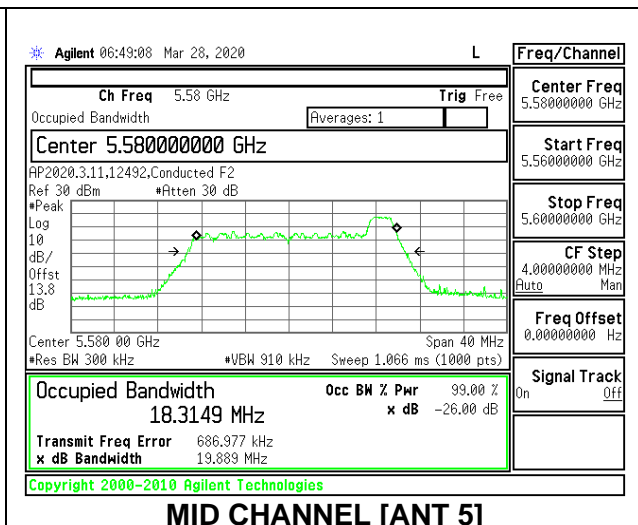 Agilent 06:49:08 Mar 28, 2020 L
Freq/Channel
Ch Freq 5.58 GHz Trig Free
Occupied Bandwidth Averages: 1
Center 5.580000000 GHz
AP2020.3.11,12492,Conducted F2
Ref 30 dBm #Atten 30 dB
#Peak
Log
10
dB/
Offst
13.8
dB
Center 5.580 00 GHz Span 40 MHz
#Res BW 300 kHz #VBW 910 kHz Sweep 1.066 ms (1000 pts)
Occupied Bandwidth Occ BW % Pwr 99.00 %
18.3149 MHz x dB -26.00 dB
Transmit Freq Error 686.977 kHz
x dB Bandwidth 19.889 MHz
Copyright 2000-2010 Agilent Technologies
Center Freq
5.58000000 GHz
Start Freq
5.56000000 GHz
Stop Freq
5.60000000 GHz
CF Step
4.00000000 MHz
Auto Man
Freq Offset
0.00000000 Hz
Signal Track
On Off
MID CHANNEL [ANT 5]